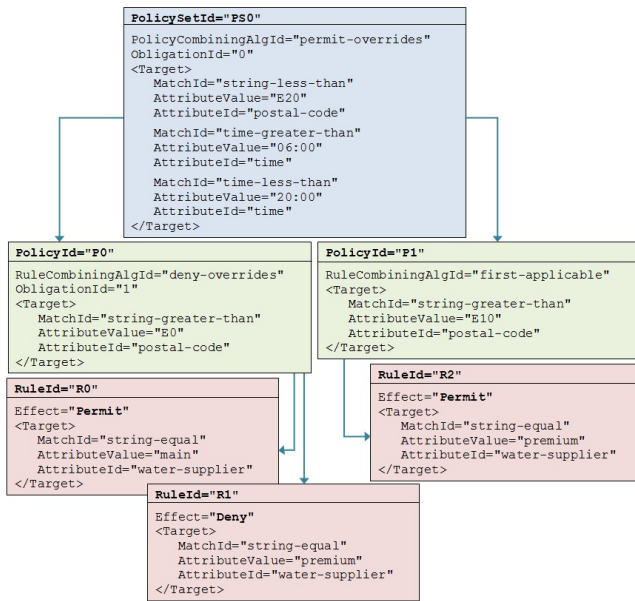 PolicySetId="PS0"
PolicyCombiningAlgId="permit-overrides"
ObligationId="0"
<Target>
MatchId="string-less-than"
AttributeValue="E20"
AttributeId="postal-code"
MatchId="time-greater-than"
AttributeValue="06:00"
AttributeId="time"
MatchId="time-less-than"
AttributeValue="20:00"
AttributeId="time"
</Target>
PolicyId="P0"
RuleCombiningAlgId="deny-overrides"
ObligationId="1"
<Target>
MatchId="string-greater-than"
AttributeValue="E0"
AttributeId="postal-code"
</Target>
PolicyId="P1"
RuleCombiningAlgId="first-applicable"
<Target>
MatchId="string-greater-than"
AttributeValue="E10"
AttributeId="postal-code"
</Target>
RuleId="R0"
Effect="Permit"
<Target>
MatchId="string-equal"
AttributeValue="main"
AttributeId="water-supplier"
</Target>
RuleId="R2"
Effect="Permit"
<Target>
MatchId="string-equal"
AttributeValue="premium"
AttributeId="water-supplier"
</Target>
RuleId="R1"
Effect="Deny"
<Target>
MatchId="string-equal"
AttributeValue="premium"
AttributeId="water-supplier"
</Target>